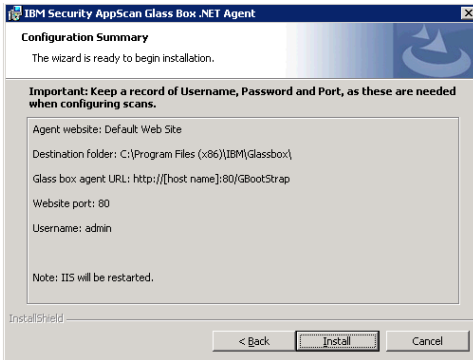 IBM Security AppScan Glass Box .NET Agent
Configuration Summary
The wizard is ready to begin installation.
Important: Keep a record of Username, Password and Port, as these are needed
when configuring scans.
Agent website: Default Web Site
Destination folder: C:\Program Files (x86)\IBM\Glassbox\
Glass box agent URL: http://[host name]:80/GBootStrap
Website port: 80
Username: admin
Note: IIS will be restarted.
InstallShield
< Back Install Cancel